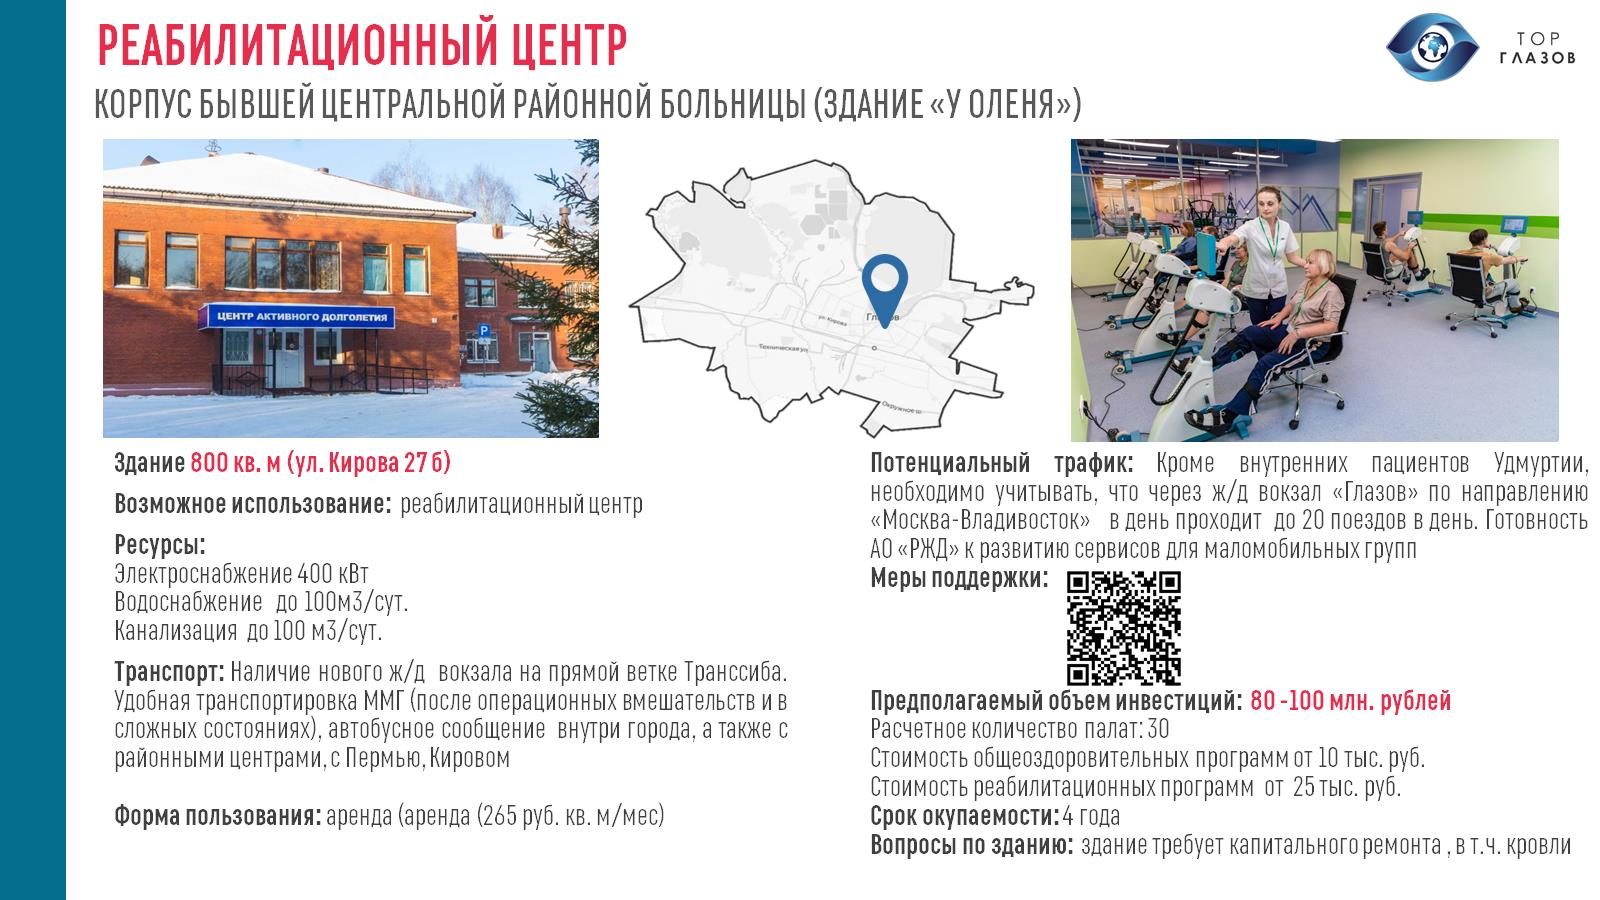 РЕАБИЛИТАЦИОННЫЙ ЦЕНТР
ТОР
ГЛАЗОВ
КОРПУС БЫВШЕЙ ЦЕНТРАЛЬНОЙ РАЙОННОЙ БОЛЬНИЦЫ (ЗДАНИЕ «У ОЛЕНЯ»)
ЦЕНТР АКТИВНОГО ДОЛГОЛЕТИЯ
P
ул. Кирова
Техническая ул
Окружное ш
Здание 800 кв. м (ул. Кирова 27 б)
Возможное использование: реабилитационный центр
Ресурсы:
Электроснабжение 400 кВт
Водоснабжение до 100м3/сут.
Канализация до 100 м3/сут.
Транспорт: Наличие нового ж/д вокзала на прямой ветке Транссиба.
Удобная транспортировка ММГ (после операционных вмешательств и в
сложных состояниях), автобусное сообщение внутри города, а также с
районными центрами, с Пермью, Кировом
Форма пользования: аренда (аренда (265 руб. кв. м/мес)
Потенциальный трафик: Кроме внутренних пациентов Удмуртии,
необходимо учитывать, что через ж/д вокзал «Глазов» по направлению
«Москва-Владивосток» в день проходит до 20 поездов в день. Готовность
АО «РЖД» к развитию сервисов для маломобильных групп
Меры поддержки:
Предполагаемый объем инвестиций: 80 -100 млн. рублей
Расчетное количество палат: 30
Стоимость общеоздоровительных программ от 10 тыс. руб.
Стоимость реабилитационных программ от 25 тыс. руб.
Срок окупаемости: 4 года
Вопросы по зданию: здание требует капитального ремонта , в т.ч. кровли